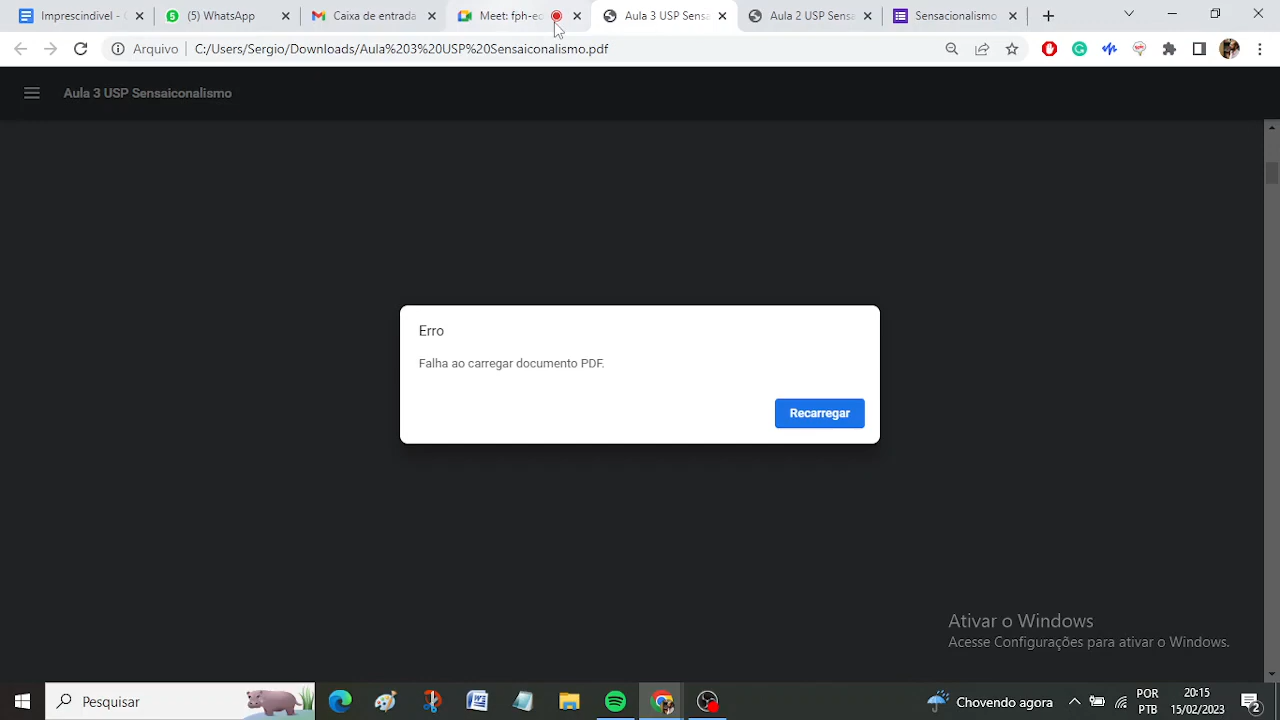 Imprescindível - G
(5) WhatsApp
Caixa de entrada
Meet: fph-ec
Aula 3 USP Sensa
Aula 2 USP Sensa
Sensacionalismo
Arquivo
C:/Users/Sergio/Downloads/Aula%203%20USP%20Sensaiconalismo.pdf
Aula 3 USP Sensaiconalismo
Erro
Falha ao carregar documento PDF.
Recarregar
Ativar o Windows
Acesse Configurações para ativar o Windows.
Pesquisar
Chovendo agora
POR
PTB
20:15
15/02/2023
2